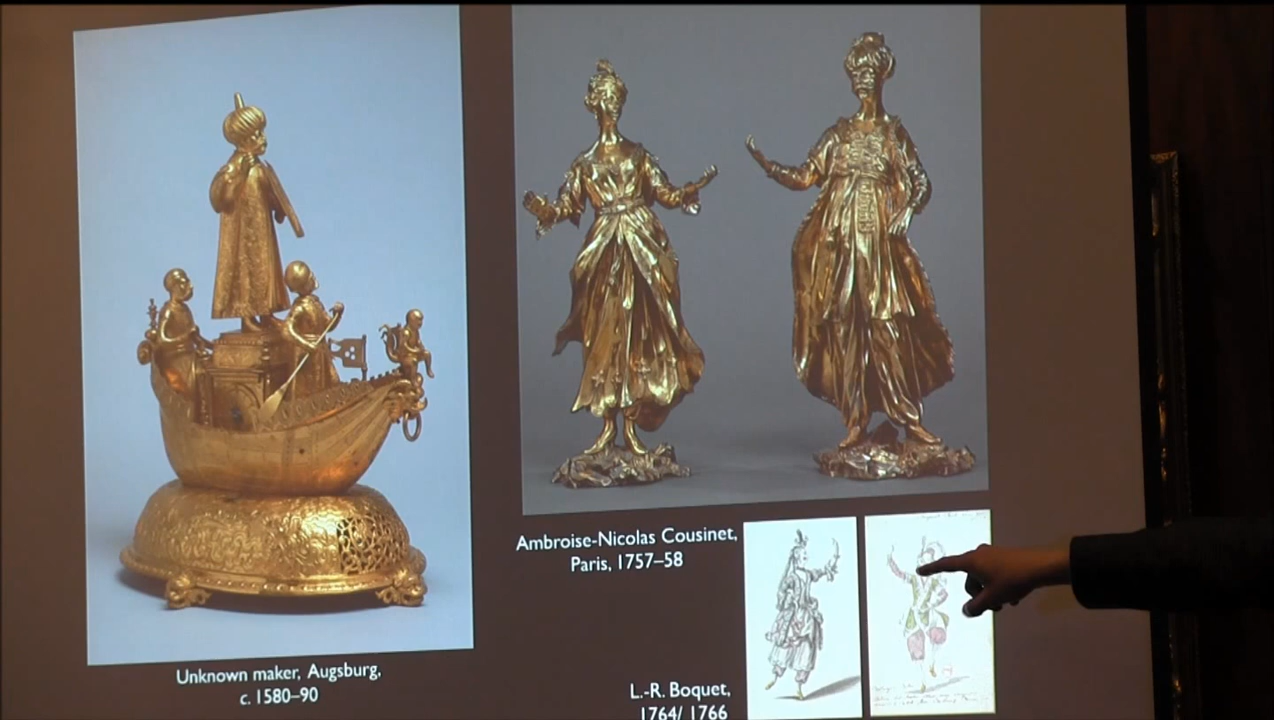 Unknown maker, Augsburg,
c. 1580–90
Ambroise-Nicolas Cousinet,
Paris, 1757–58
L.-R. Boquet,
1764/ 1766